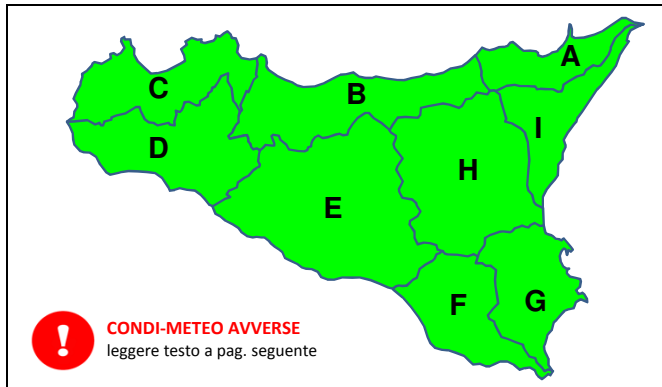 A
B
C
I
D
H
E
F
G
!
CONDI-METEO AVVERSE
leggere testo a pag. seguente